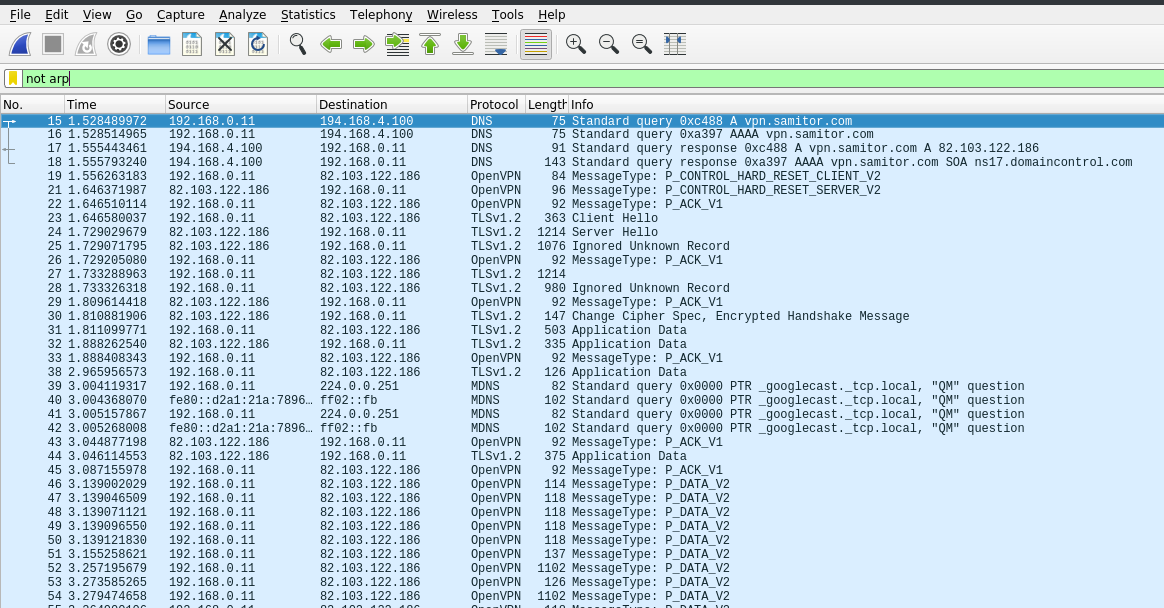 File Edit View Go Capture Analyze Statistics Telephony Wireless Tools Help
not arp
No. Time Source Destination Protocol Length Info
15 1.528489972 192.168.0.11 194.168.4.100 DNS 75 Standard query 0xc488 A vpn.samitor.com
16 1.528514965 192.168.0.11 194.168.4.100 DNS 75 Standard query 0xa397 AAAA vpn.samitor.com
17 1.555443461 194.168.4.100 192.168.0.11 DNS 91 Standard query response 0xc488 A vpn.samitor.com A 82.103.122.186
18 1.555793240 194.168.4.100 192.168.0.11 DNS 143 Standard query response 0xa397 AAAA vpn.samitor.com SOA ns17.domaincontrol.com
19 1.556263183 192.168.0.11 82.103.122.186 OpenVPN 84 MessageType: P_CONTROL_HARD_RESET_CLIENT_V2
21 1.646371987 82.103.122.186 192.168.0.11 OpenVPN 96 MessageType: P_CONTROL_HARD_RESET_SERVER_V2
22 1.646510114 192.168.0.11 82.103.122.186 OpenVPN 92 MessageType: P_ACK_V1
23 1.646580037 192.168.0.11 82.103.122.186 TLSv1.2 363 Client Hello
24 1.729029679 82.103.122.186 192.168.0.11 TLSv1.2 1214 Server Hello
25 1.729071795 82.103.122.186 192.168.0.11 TLSv1.2 1076 Ignored Unknown Record
26 1.729205080 192.168.0.11 82.103.122.186 OpenVPN 92 MessageType: P_ACK_V1
27 1.733288963 192.168.0.11 82.103.122.186 TLSv1.2 1214
28 1.733326318 192.168.0.11 82.103.122.186 TLSv1.2 980 Ignored Unknown Record
29 1.809614418 82.103.122.186 192.168.0.11 OpenVPN 92 MessageType: P_ACK_V1
30 1.810881906 82.103.122.186 192.168.0.11 TLSv1.2 147 Change Cipher Spec, Encrypted Handshake Message
31 1.811099771 192.168.0.11 82.103.122.186 TLSv1.2 503 Application Data
32 1.888262540 82.103.122.186 192.168.0.11 TLSv1.2 335 Application Data
33 1.888408343 192.168.0.11 82.103.122.186 OpenVPN 92 MessageType: P_ACK_V1
38 2.965956573 192.168.0.11 82.103.122.186 TLSv1.2 126 Application Data
39 3.004119317 192.168.0.11 224.0.0.251 MDNS 82 Standard query 0x0000 PTR _googlecast._tcp.local, "QM" question
40 3.004368070 fe80::d2a1:21a:7896… ff02::fb MDNS 102 Standard query 0x0000 PTR _googlecast._tcp.local, "QM" question
41 3.005157867 192.168.0.11 224.0.0.251 MDNS 82 Standard query 0x0000 PTR _googlecast._tcp.local, "QM" question
42 3.005268008 fe80::d2a1:21a:7896… ff02::fb MDNS 102 Standard query 0x0000 PTR _googlecast._tcp.local, "QM" question
43 3.044877198 82.103.122.186 192.168.0.11 OpenVPN 92 MessageType: P_ACK_V1
44 3.046114553 82.103.122.186 192.168.0.11 TLSv1.2 375 Application Data
45 3.087155978 192.168.0.11 82.103.122.186 OpenVPN 92 MessageType: P_ACK_V1
46 3.139002029 192.168.0.11 82.103.122.186 OpenVPN 114 MessageType: P_DATA_V2
47 3.139046509 192.168.0.11 82.103.122.186 OpenVPN 118 MessageType: P_DATA_V2
48 3.139071121 192.168.0.11 82.103.122.186 OpenVPN 118 MessageType: P_DATA_V2
49 3.139096550 192.168.0.11 82.103.122.186 OpenVPN 118 MessageType: P_DATA_V2
50 3.139121830 192.168.0.11 82.103.122.186 OpenVPN 118 MessageType: P_DATA_V2
51 3.155258621 192.168.0.11 82.103.122.186 OpenVPN 137 MessageType: P_DATA_V2
52 3.257195679 192.168.0.11 82.103.122.186 OpenVPN 1102 MessageType: P_DATA_V2
53 3.273585265 192.168.0.11 82.103.122.186 OpenVPN 126 MessageType: P_DATA_V2
54 3.279474658 192.168.0.11 82.103.122.186 OpenVPN 1102 MessageType: P_DATA_V2